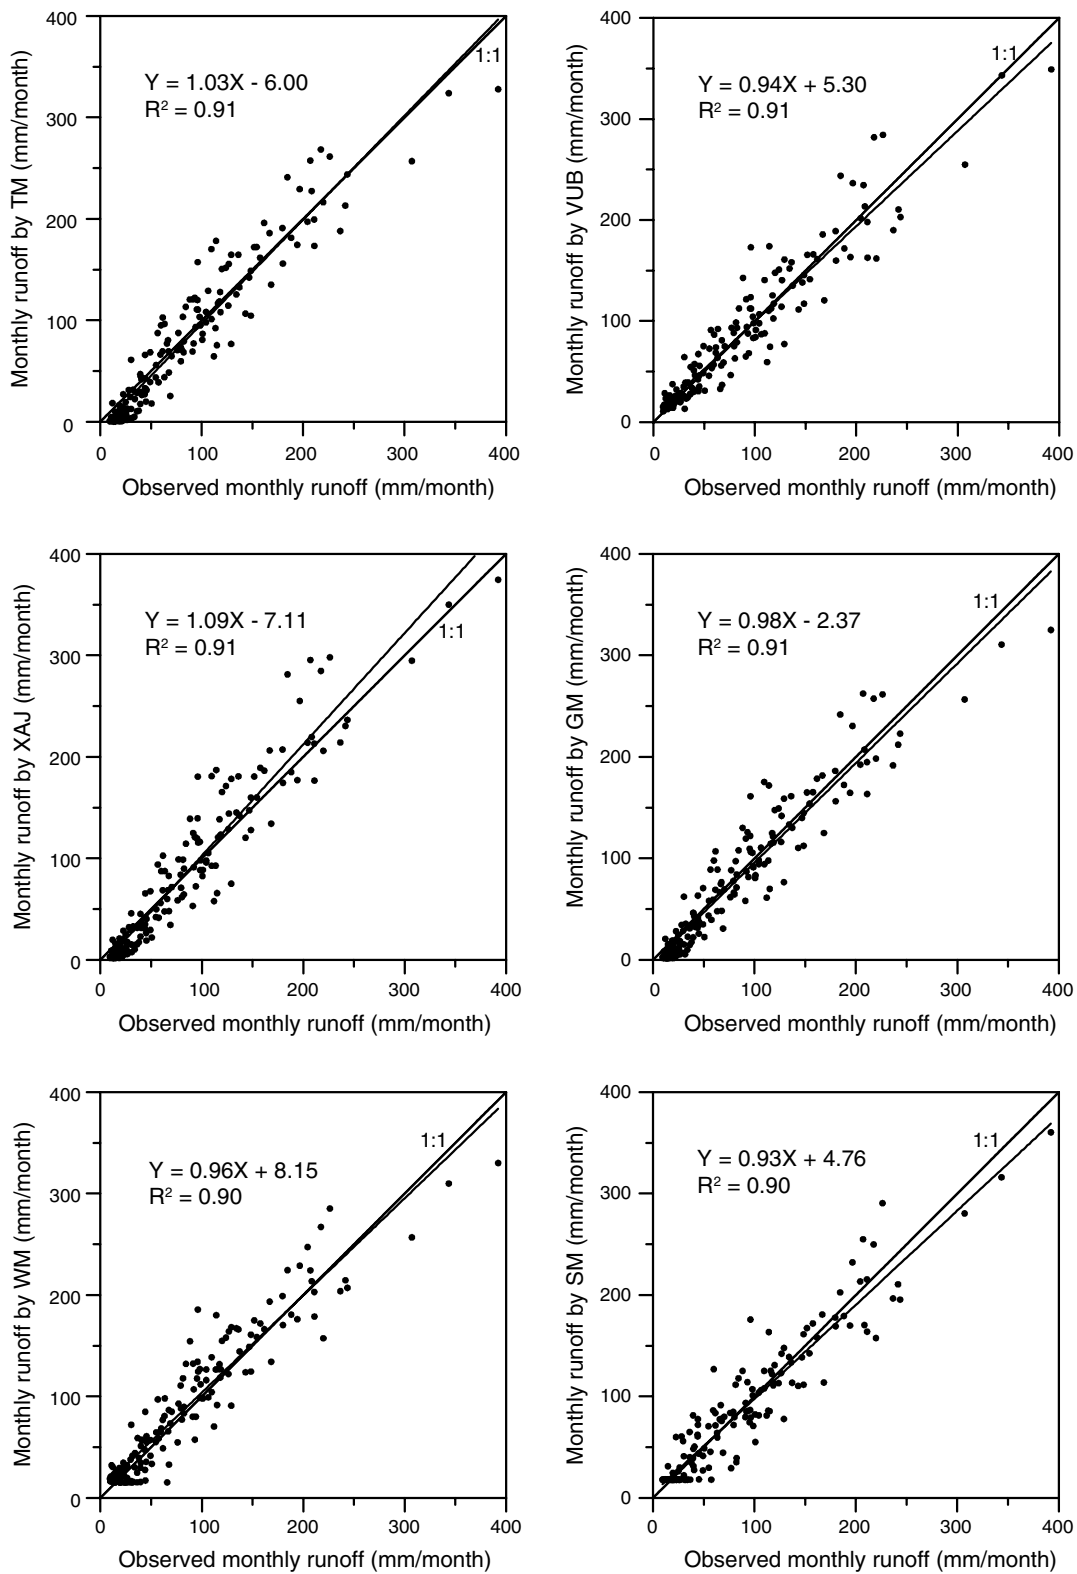 400
300
200
100
0
Monthly runoff by TM (mm/month)
Y = 1.03X - 6.00
R² = 0.91
1:1
0 100 200 300 400
Observed monthly runoff (mm/month)
400
300
200
100
0
Monthly runoff by VUB (mm/month)
Y = 0.94X + 5.30
R² = 0.91
1:1
0 100 200 300 400
Observed monthly runoff (mm/month)
400
300
200
100
0
Monthly runoff by XAJ (mm/month)
Y = 1.09X - 7.11
R² = 0.91
1:1
0 100 200 300 400
Observed monthly runoff (mm/month)
400
300
200
100
0
Monthly runoff by GM (mm/month)
Y = 0.98X - 2.37
R² = 0.91
1:1
0 100 200 300 400
Observed monthly runoff (mm/month)
400
300
200
100
0
Monthly runoff by WM (mm/month)
Y = 0.96X + 8.15
R² = 0.90
1:1
0 100 200 300 400
Observed monthly runoff (mm/month)
400
300
200
100
0
Monthly runoff by SM (mm/month)
Y = 0.93X + 4.76
R² = 0.90
1:1
0 100 200 300 400
Observed monthly runoff (mm/month)